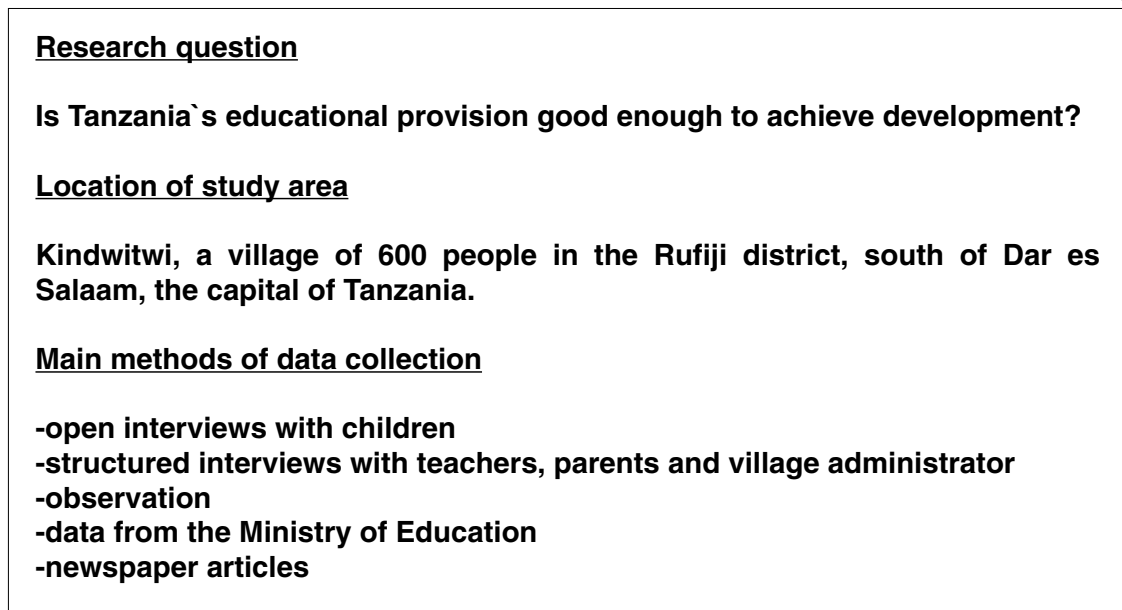 Research question
Is Tanzania`s educational provision good enough to achieve development?
Location of study area
Kindwitwi, a village of 600 people in the Rufiji district, south of Dar es
Salaam, the capital of Tanzania.
Main methods of data collection
-open interviews with children
-structured interviews with teachers, parents and village administrator
-observation
-data from the Ministry of Education
-newspaper articles